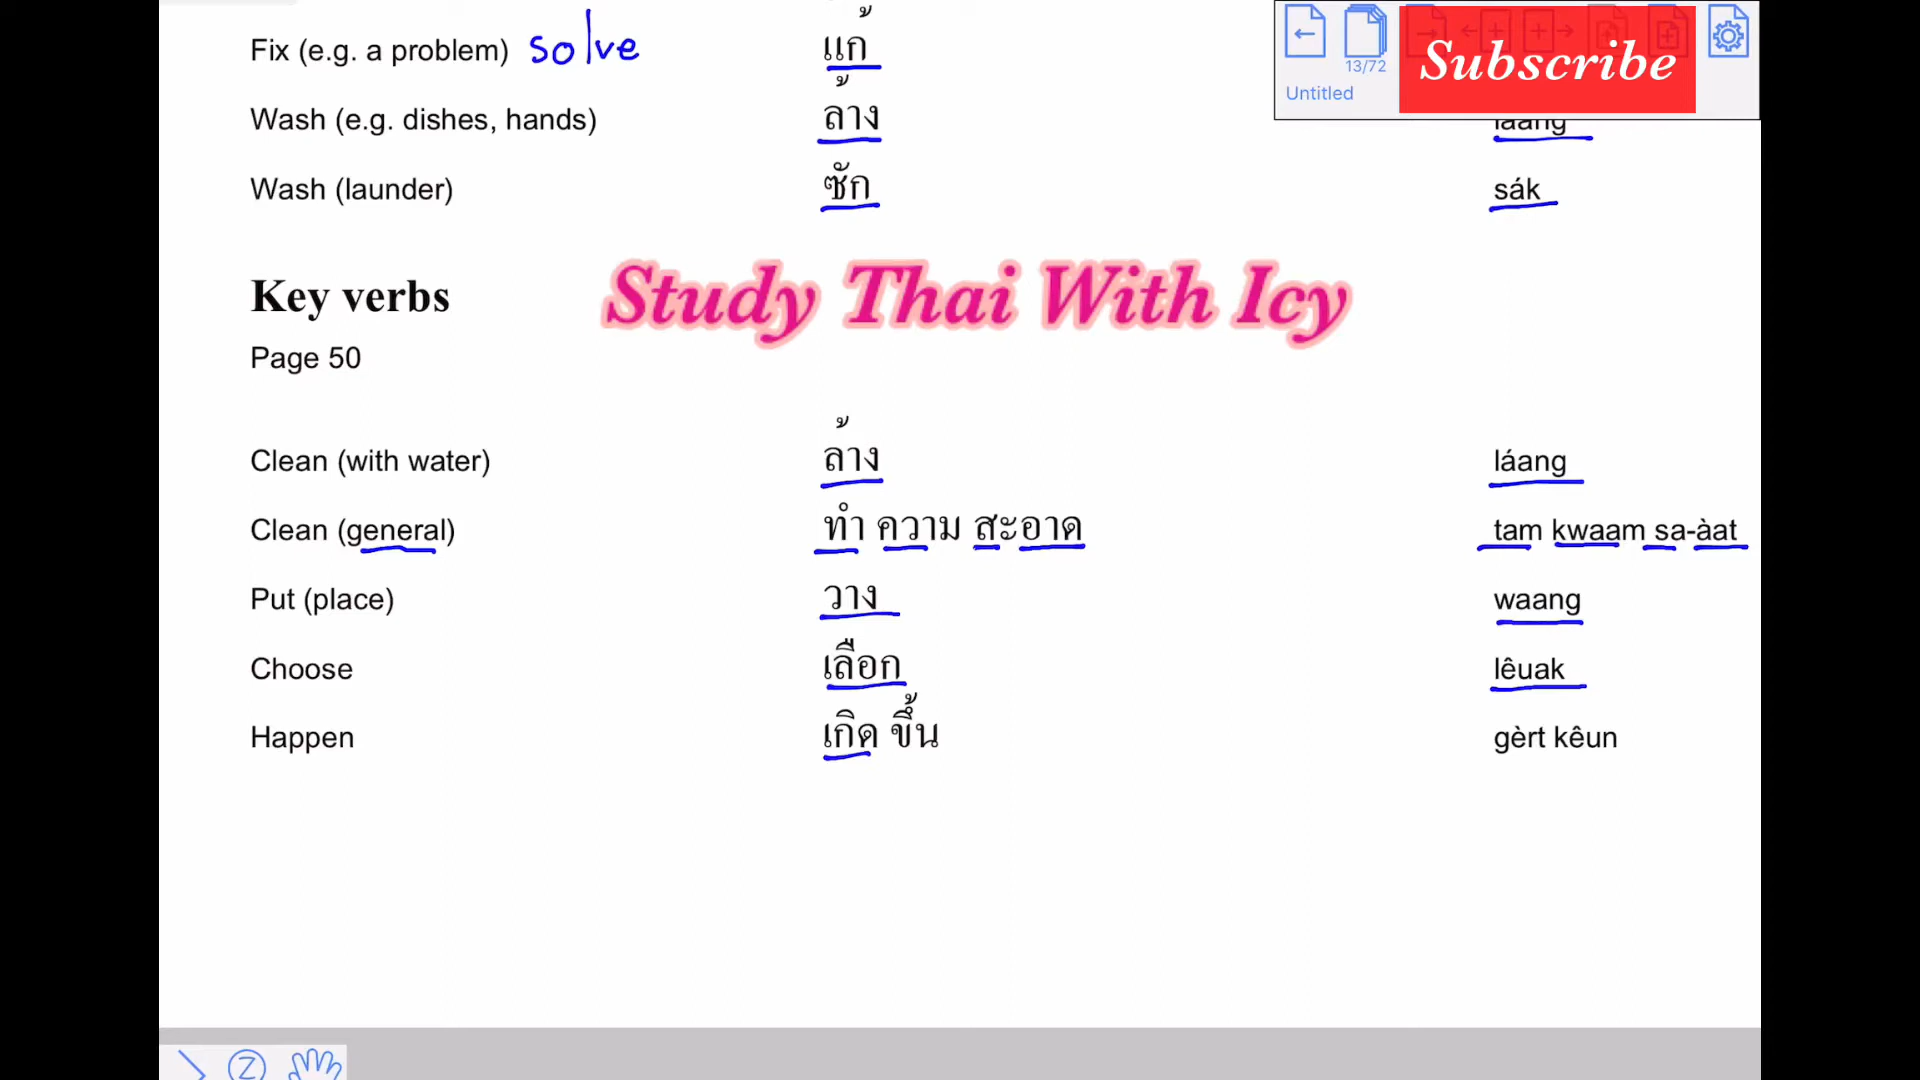 Fix (e.g. a problem) solve แก้
13/72
Subscribe
Untitled
Wash (e.g. dishes, hands) ล้าง láang
Wash (launder) ซัก sák
Study Thai With Icy
Key verbs
Page 50
Clean (with water) ล้าง láang
Clean (general) ทำ ความ สะอาด tam kwaam sa-àat
Put (place) วาง waang
Choose เลือก lêuak
Happen เกิด ขึ้น gèrt kêun
Z